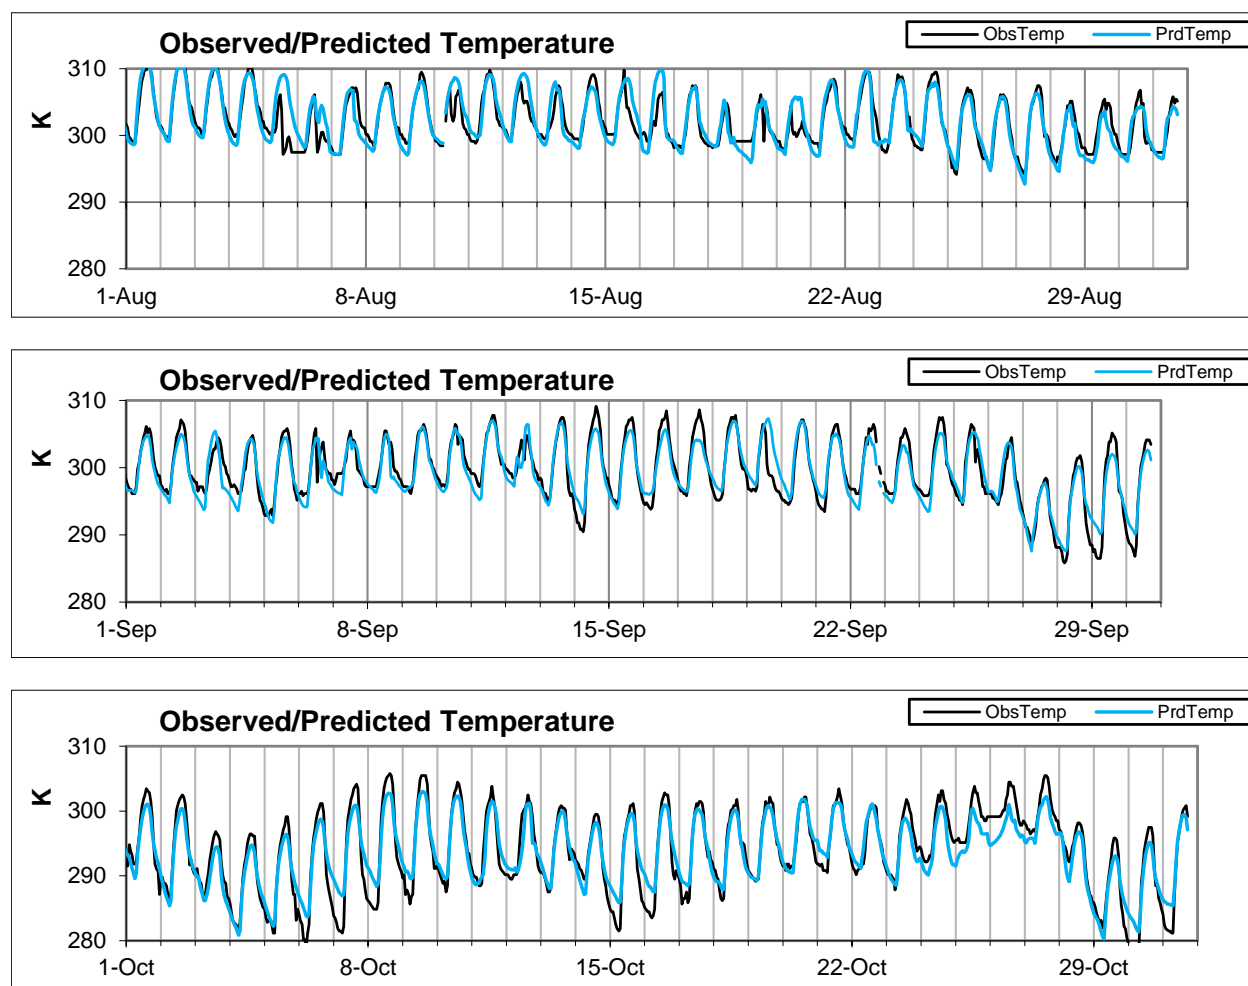 Observed/Predicted Temperature
ObsTemp PrdTemp
310
300
290
280
K
1-Aug 8-Aug 15-Aug 22-Aug 29-Aug
Observed/Predicted Temperature
ObsTemp PrdTemp
310
300
290
280
K
1-Sep 8-Sep 15-Sep 22-Sep 29-Sep
Observed/Predicted Temperature
ObsTemp PrdTemp
310
300
290
280
K
1-Oct 8-Oct 15-Oct 22-Oct 29-Oct